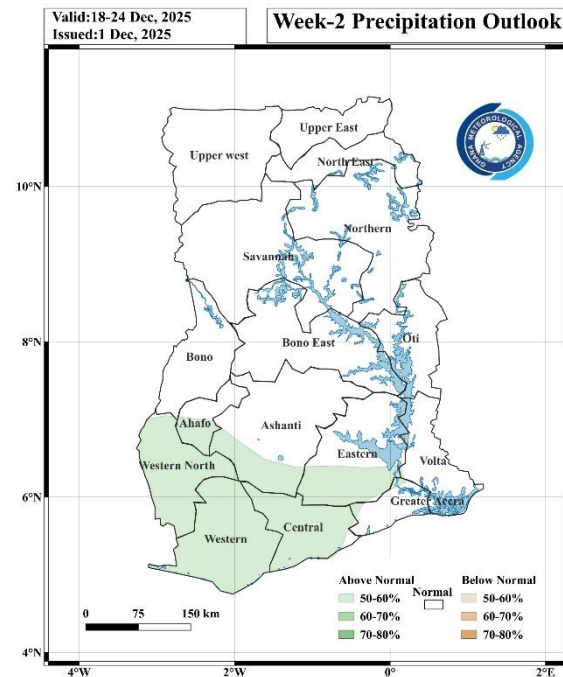 Valid:18-24 Dec, 2025
Issued:1 Dec, 2025
Week-2 Precipitation Outlook
GHANA METEOROLOGICAL AGENCY
Upper East
Upper west
North East
10°N
Northern
Savannah
8°N
Bono East
Oti
Bono
Ahafo
Ashanti
Western North
Eastern
Volta
6°N
Greater Accra
Western
Central
Above Normal
Normal
Below Normal
50-60%
50-60%
60-70%
60-70%
70-80%
70-80%
0 75 150 km
4°N
4°W
2°W
0°
2°E